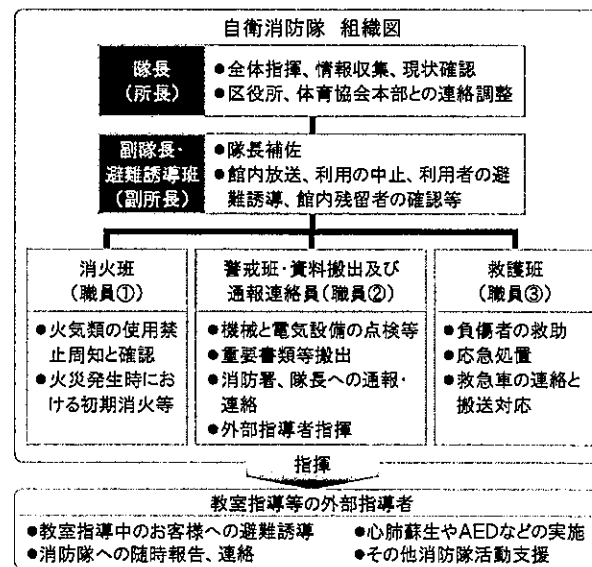 自衛消防隊 組織図
隊長
(所長)
●全体指揮、情報収集、現状確認
●区役所、体育協会本部との連絡調整
副隊長・
避難誘導班
(副所長)
●隊長補佐
●館内放送、利用の中止、利用者の避
難誘導、館内残留者の確認等
消火班
(職員①)
●火気類の使用禁
止周知と確認
●火災発生時にお
ける初期消火等
警戒班・資料搬出及び
通報連絡員(職員②)
●機械と電気設備の点検等
●重要書類等搬出
●消防署、隊長への通報・
連絡
●外部指導者指揮
救護班
(職員③)
●負傷者の救助
●応急処置
●救急車の連絡と
搬送対応
指揮
教室指導等の外部指導者
●教室指導中のお客様への避難誘導
●消防隊への随時報告、連絡
●心肺蘇生やAEDなどの実施
●その他消防隊活動支援